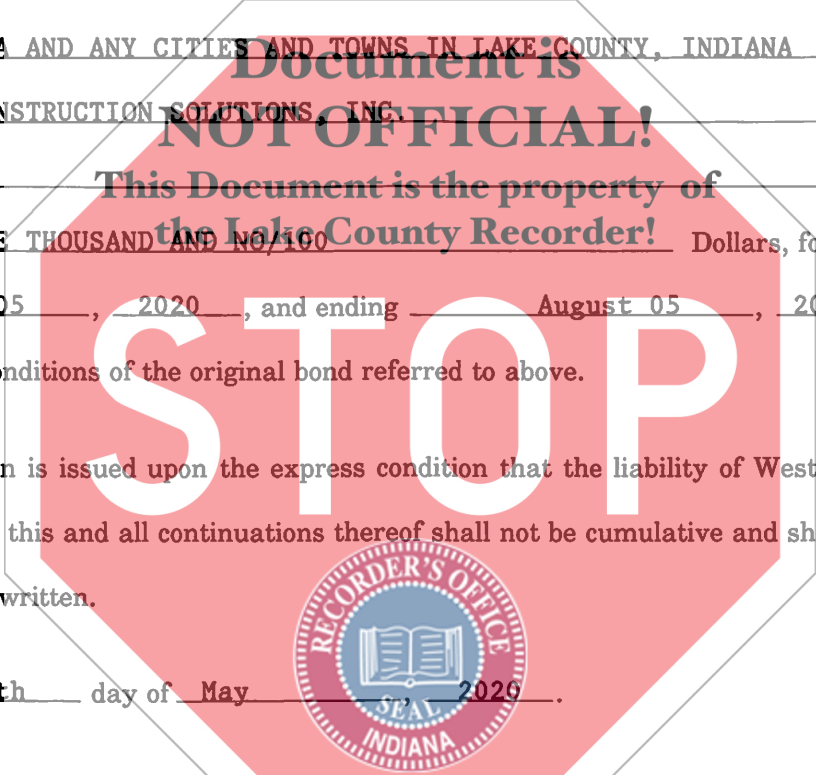 AND ANY CITIES AND TOWNS IN LAKE COUNTY, INDIANA
Document is
NSTRUCTION SOLUTIONS, INC.
NOT OFFICIAL!
This Document is the property of
the Lake County Recorder!
THOUSAND AND NO/100 Dollars, fo
05, 2020, and ending August 05, 20
nditions of the original bond referred to above.
STOP
n is issued upon the express condition that the liability of West
this and all continuations thereof shall not be cumulative and sh
written.
th day of May, 2020.
RECORDER'S OFFICE
SEAL
INDIANA